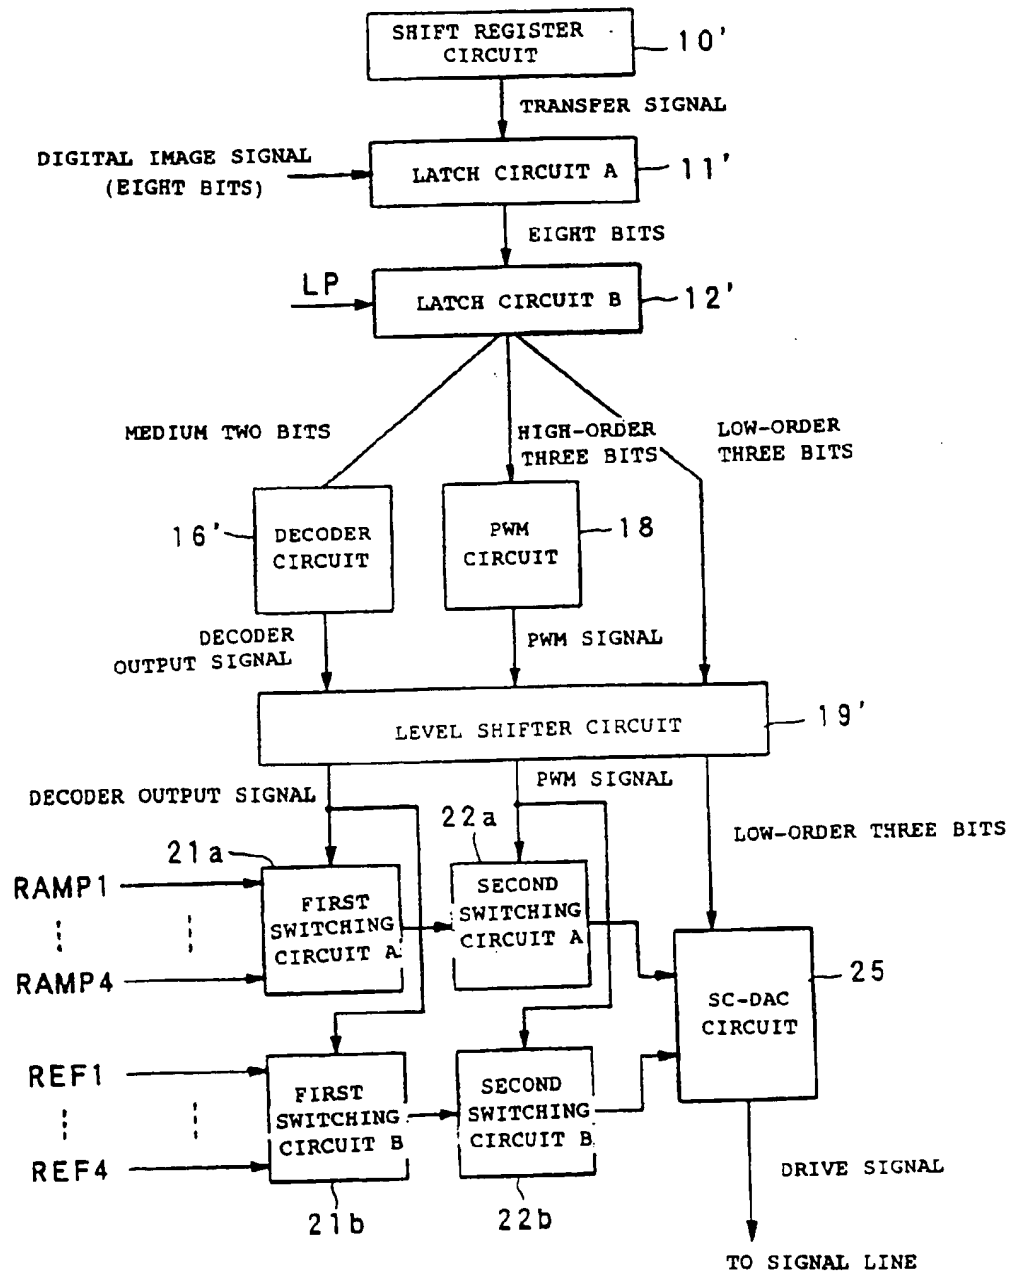 SHIFT REGISTER
CIRCUIT
10'
TRANSFER SIGNAL
DIGITAL IMAGE SIGNAL
(EIGHT BITS)
LATCH CIRCUIT A
11'
EIGHT BITS
LP
LATCH CIRCUIT B
12'
MEDIUM TWO BITS
HIGH-ORDER
THREE BITS
LOW-ORDER
THREE BITS
16'
DECODER
CIRCUIT
PWM
CIRCUIT
18
DECODER
OUTPUT SIGNAL
PWM SIGNAL
LEVEL SHIFTER CIRCUIT
19'
DECODER OUTPUT SIGNAL
PWM SIGNAL
LOW-ORDER THREE BITS
21a
22a
RAMP1
RAMP4
FIRST
SWITCHING
CIRCUIT A
SECOND
SWITCHING
CIRCUIT A
SC-DAC
CIRCUIT
25
REF1
REF4
FIRST
SWITCHING
CIRCUIT B
SECOND
SWITCHING
CIRCUIT B
21b
22b
DRIVE SIGNAL
TO SIGNAL LINE